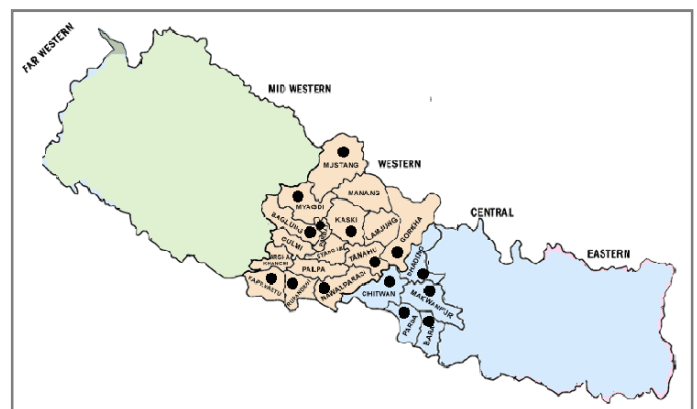 FAR WESTERN
MID WESTERN
MUSTANG
WESTERN
MANANG
MYAGDI
BAGLUNG
KASKI
LAMJUNG
GORKHA
CENTRAL
GULMI
TANAHU
DHADING
EASTERN
PALPA
KAPILVASTU
NAWALPARASI
CHITWAN
MAKWANPUR
PARSA
BARA